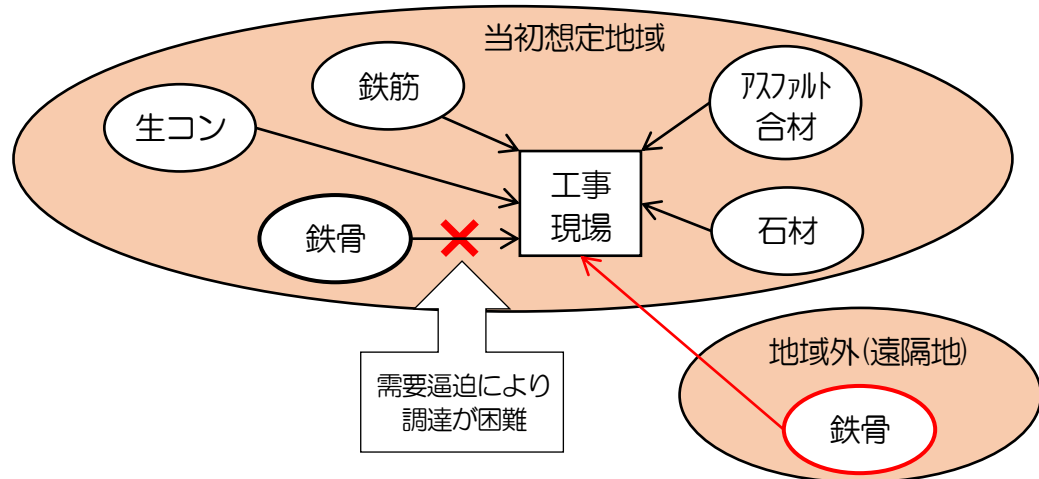 当初想定地域
鉄筋
アスファルト
合材
生コン
工事
現場
鉄骨
石材
需要逼迫により
調達が困難
地域外(遠隔地)
鉄骨